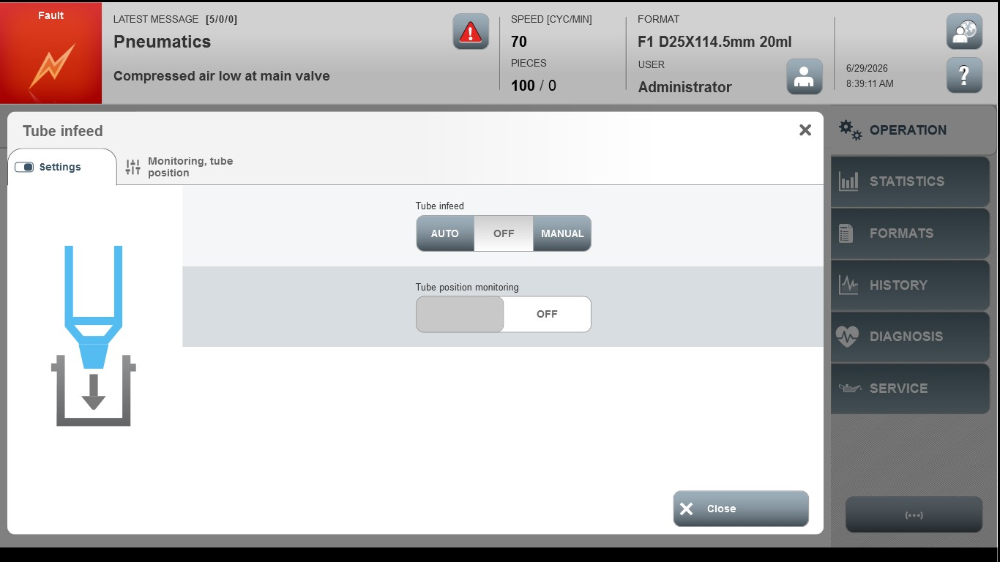 Fault
LATEST MESSAGE [5/0/0]
Pneumatics
Compressed air low at main valve
SPEED [CYC/MIN]
70
PIECES
100 / 0
FORMAT
F1 D25X114.5mm 20ml
USER
Administrator
6/29/2026
8:39:11 AM
?
Tube infeed
Settings
Monitoring, tube
position
Tube infeed
AUTO
OFF
MANUAL
Tube position monitoring
OFF
Close
OPERATION
STATISTICS
FORMATS
HISTORY
DIAGNOSIS
SERVICE
(•••)